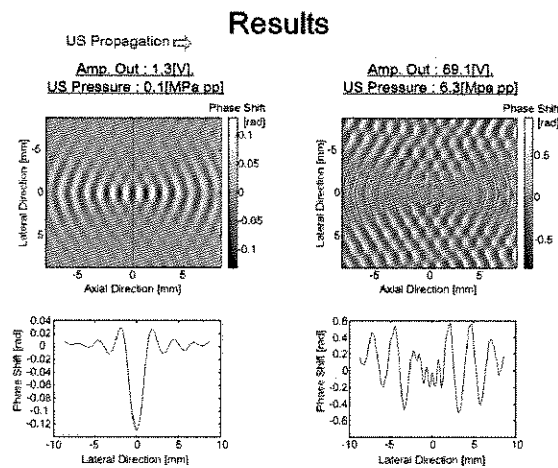 Results
US Propagation ⇨
Amp. Out : 1.3[V],
US Pressure : 0.1[MPa pp]
Phase Shift
[rad]
-5
0
5
Lateral Direction [mm]
0.1
0.05
0
-0.05
-0.1
-5 0 5
Axial Direction [mm]
Amp. Out : 69.1[V],
US Pressure : 6.3[Mpa pp]
Phase Shift
[rad]
-5
0
5
Lateral Direction [mm]
0.5
0
-0.5
-5 0 5
Axial Direction [mm]
0.04
0.02
0
-0.02
-0.04
-0.06
-0.08
-0.1
-0.12
Phase Shift [rad]
-10 -5 0 5 10
Lateral Direction [mm]
0.6
0.4
0.2
0
-0.2
-0.4
-0.6
Phase Shift [rad]
-10 -5 0 5 10
Lateral Direction [mm]